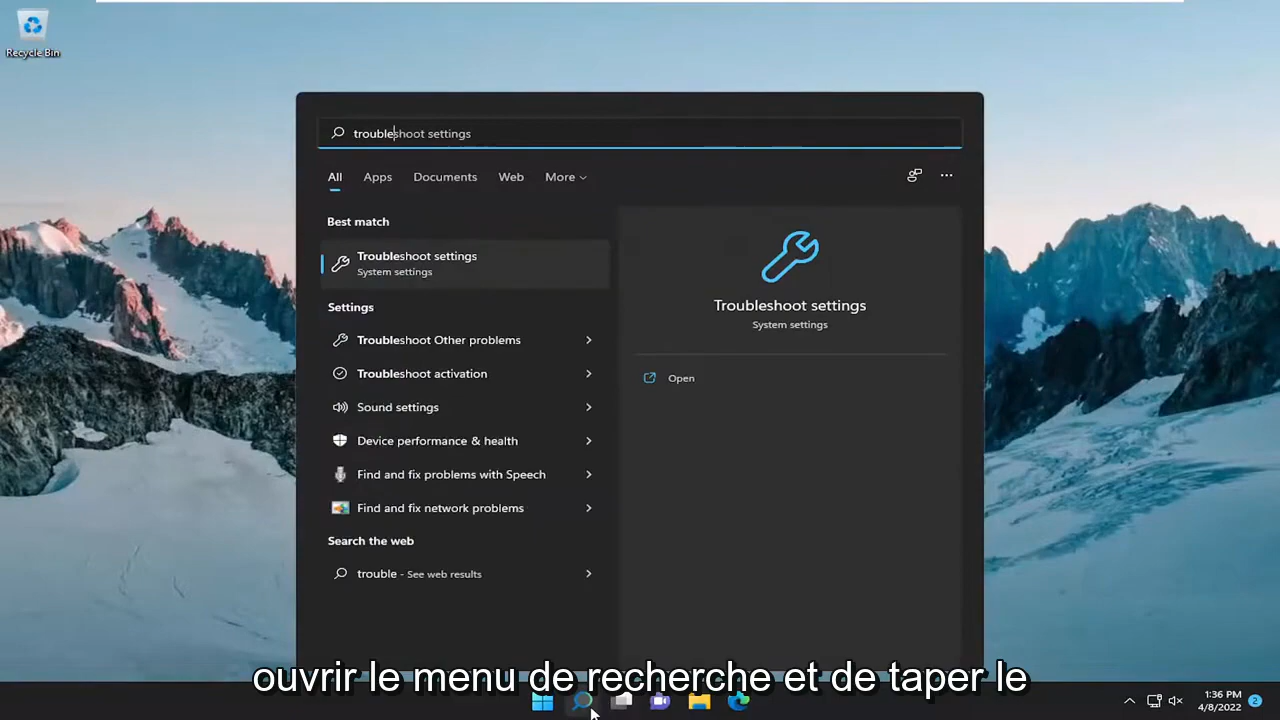 Recycle Bin
troubleshoot settings
All Apps Documents Web More
Best match
Troubleshoot settings
System settings
Settings
Troubleshoot Other problems
Troubleshoot activation
Sound settings
Device performance & health
Find and fix problems with Speech
Find and fix network problems
Search the web
trouble - See web results
Troubleshoot settings
System settings
Open
ouvrir le menu de recherche et de taper le
1:36 PM
4/8/2022
2